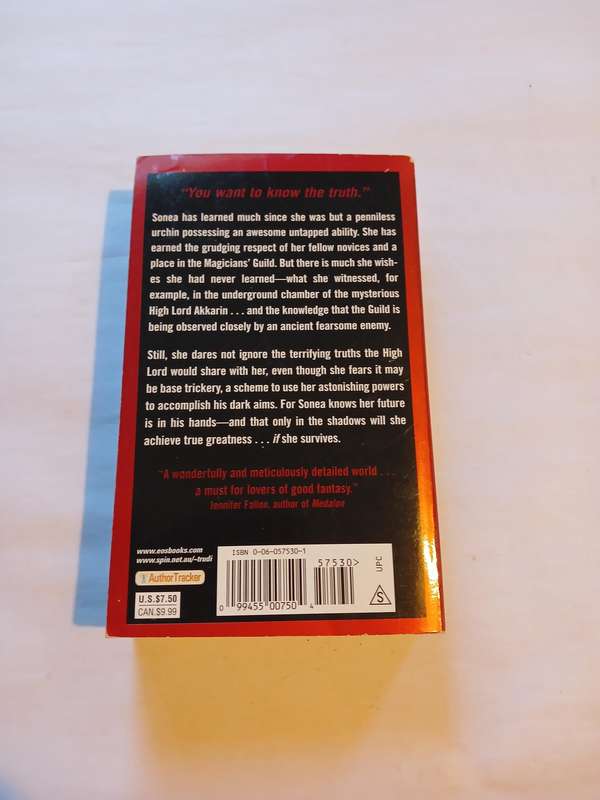 "You want to know the truth."
Sonea has learned much since she was but a penniless
urchin possessing an awesome untapped ability. She has
earned the grudging respect of her fellow novices and a
place in the Magicians' Guild. But there is much she wish-
es she had never learned—what she witnessed, for
example, in the underground chamber of the mysterious
High Lord Akkarin . . . and the knowledge that the Guild is
being observed closely by an ancient fearsome enemy.
Still, she dares not ignore the terrifying truths the High
Lord would share with her, even though she fears it may
be base trickery, a scheme to use her astonishing powers
to accomplish his dark aims. For Sonea knows her future
is in his hands—and that only in the shadows will she
achieve true greatness . . . if she survives.
"A wonderfully and meticulously detailed world . . .
a must for lovers of good fantasy."
Jennifer Fallon, author of Medalon
www.eosbooks.com
www.spin.net.au/~trudi
AuthorTracker
U.S.$7.50
CAN.$9.99
ISBN 0-06-057530-1
57530>
0 99455 00750 4
UPC
S